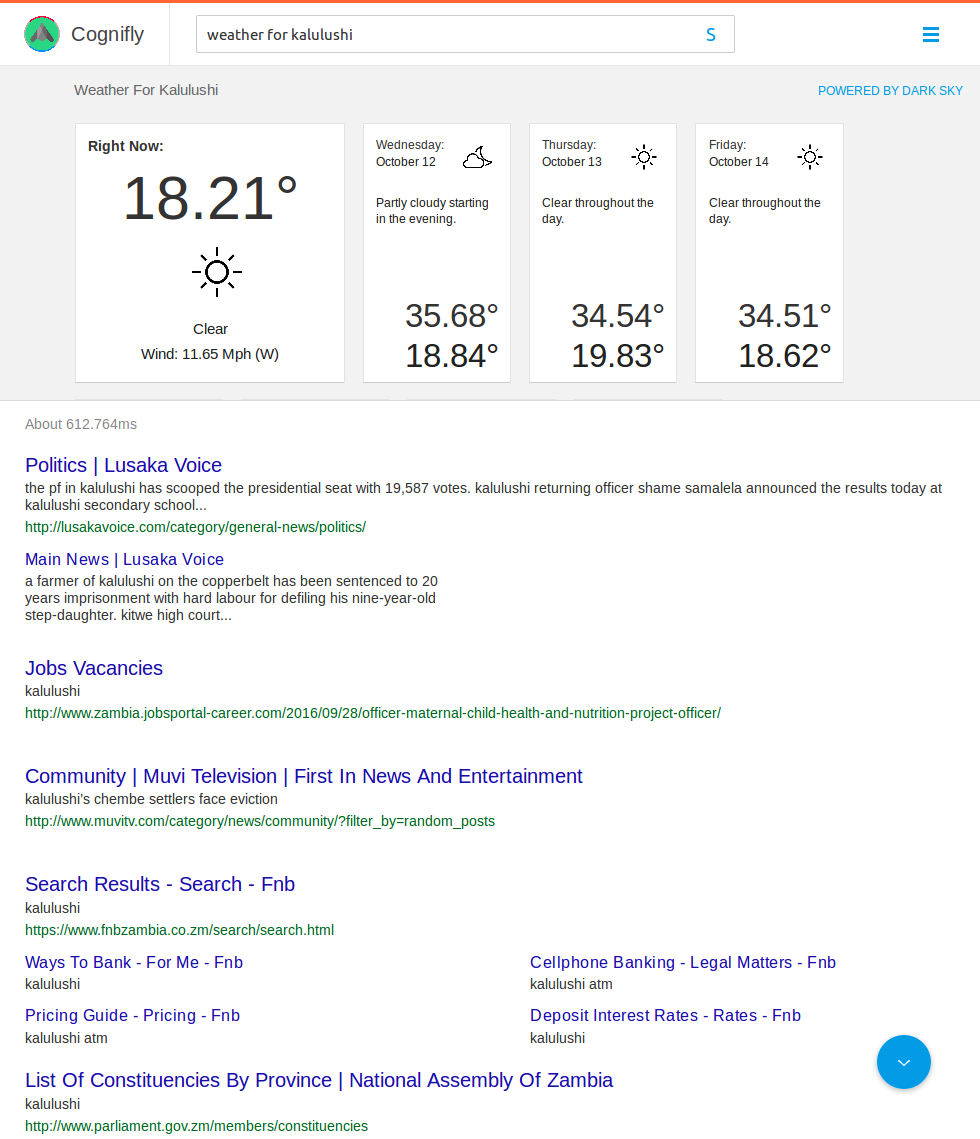 Cognifly
weather for kalulushi
S
Weather For Kalulushi
POWERED BY DARK SKY
Right Now:
18.21°
Clear
Wind: 11.65 Mph (W)
Wednesday:
October 12
Partly cloudy starting
in the evening.
35.68°
18.84°
Thursday:
October 13
Clear throughout the
day.
34.54°
19.83°
Friday:
October 14
Clear throughout the
day.
34.51°
18.62°
About 612.764ms
Politics | Lusaka Voice
the pf in kalulushi has scooped the presidential seat with 19,587 votes. kalulushi returning officer shame samalela announced the results today at
kalulushi secondary school...
http://lusakavoice.com/category/general-news/politics/
Main News | Lusaka Voice
a farmer of kalulushi on the copperbelt has been sentenced to 20
years imprisonment with hard labour for defiling his nine-year-old
step-daughter. kitwe high court...
Jobs Vacancies
kalulushi
http://www.zambia.jobsportal-career.com/2016/09/28/officer-maternal-child-health-and-nutrition-project-officer/
Community | Muvi Television | First In News And Entertainment
kalulushi's chembe settlers face eviction
http://www.muvitv.com/category/news/community/?filter_by=random_posts
Search Results - Search - Fnb
kalulushi
https://www.fnbzambia.co.zm/search/search.html
Ways To Bank - For Me - Fnb
kalulushi
Cellphone Banking - Legal Matters - Fnb
kalulushi atm
Pricing Guide - Pricing - Fnb
kalulushi atm
Deposit Interest Rates - Rates - Fnb
kalulushi
List Of Constituencies By Province | National Assembly Of Zambia
kalulushi
http://www.parliament.gov.zm/members/constituencies